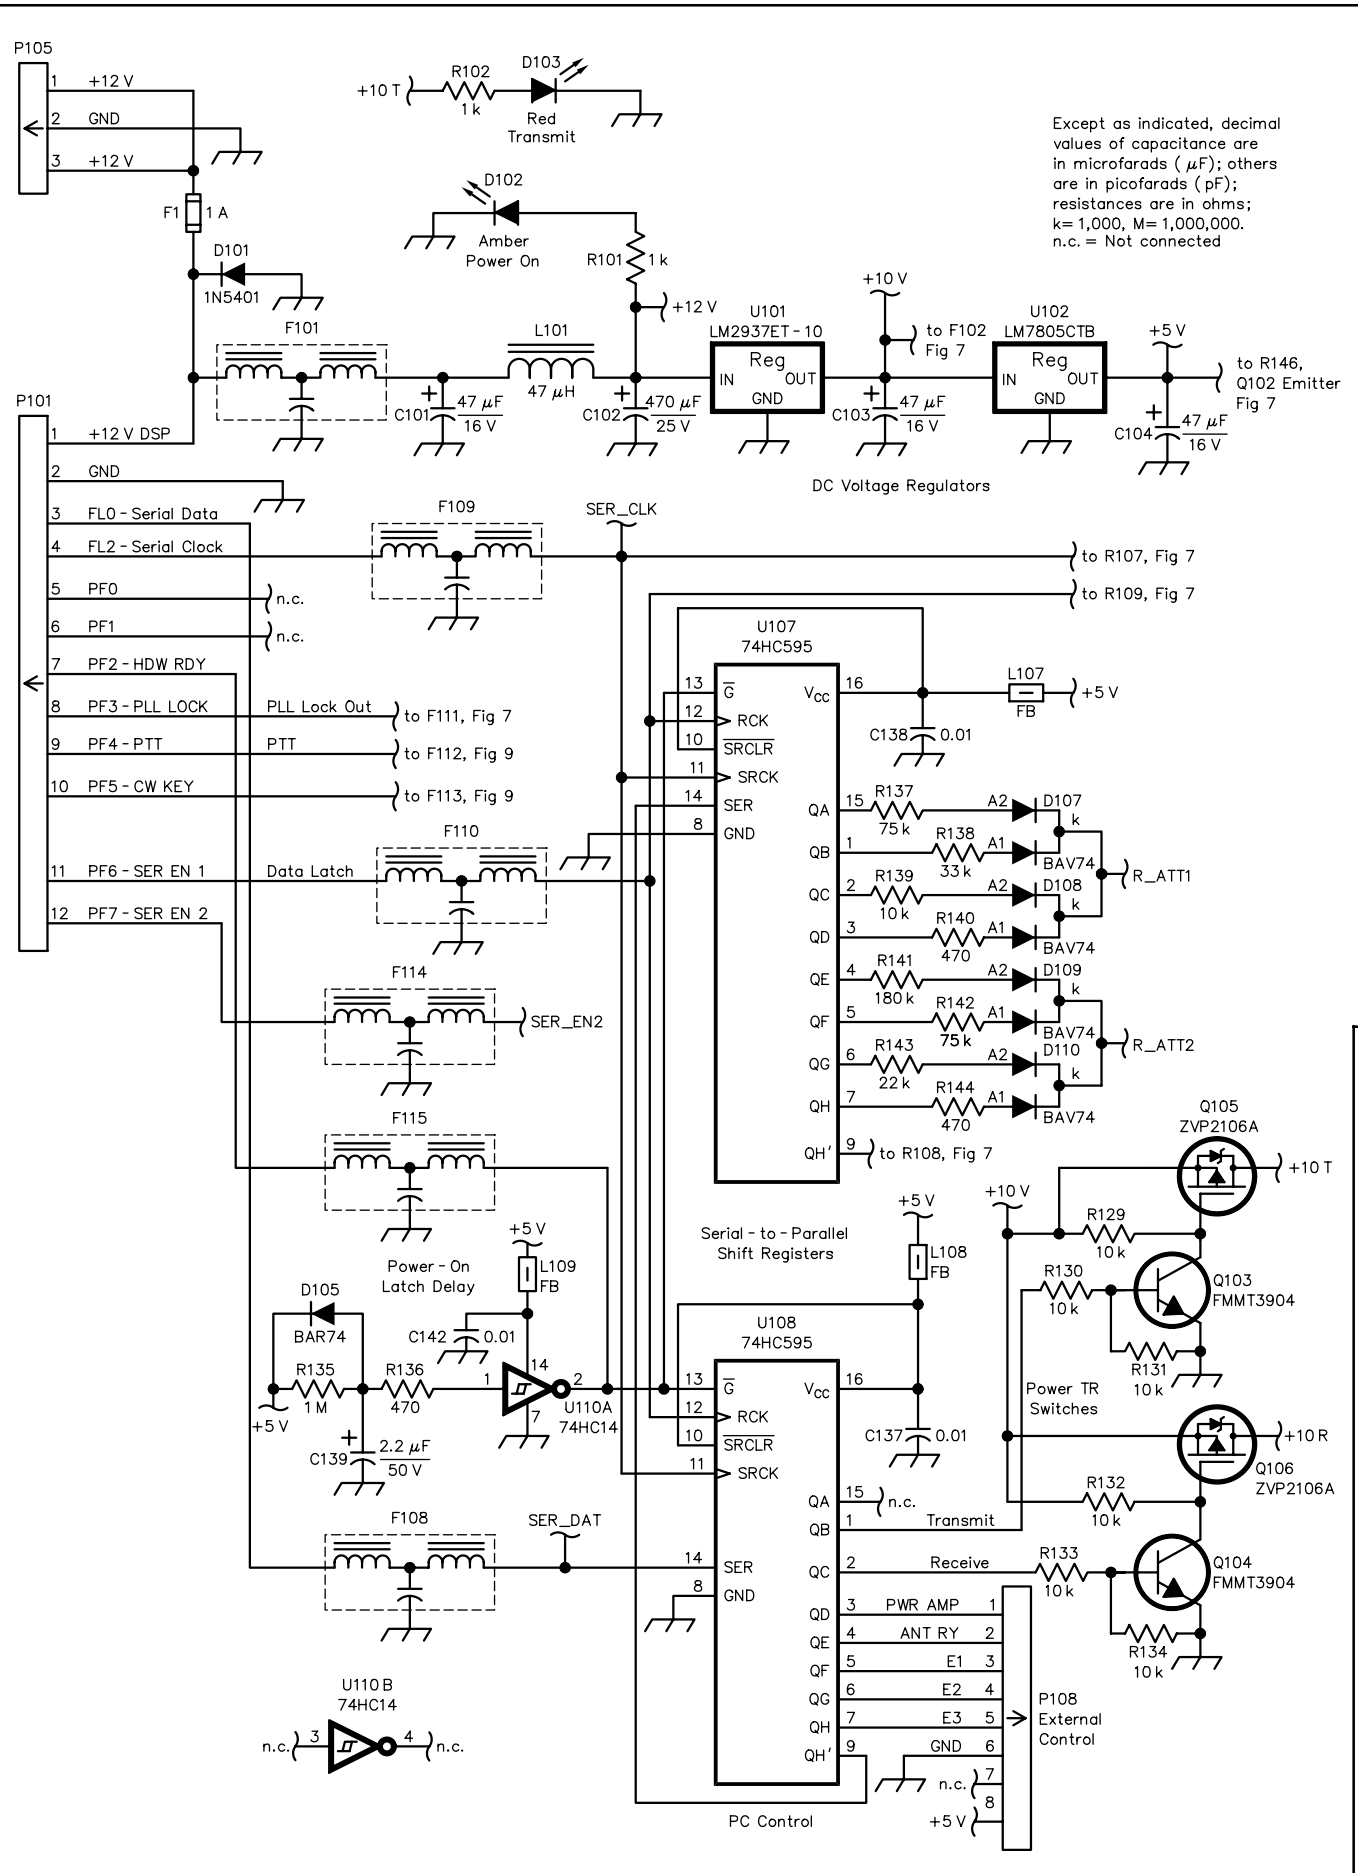 P105
1 +12 V
2 GND
3 +12 V
F1 1 A
D101
1N5401
+10 T
R102
1 k
D103
Red
Transmit
D102
Amber
Power On
R101 1 k
+12 V
Except as indicated, decimal
values of capacitance are
in microfarads ( µF); others
are in picofarads ( pF);
resistances are in ohms;
k= 1,000, M= 1,000,000.
n.c. = Not connected
F101
L101
47 µH
+
C101 47 µF
16 V
+
C102 470 µF
25 V
U101
LM2937ET - 10
Reg
IN OUT
GND
+10 V
to F102
Fig 7
+
C103 47 µF
16 V
U102
LM7805CTB
Reg
IN OUT
GND
+5 V
to R146,
Q102 Emitter
Fig 7
+
C104 47 µF
16 V
DC Voltage Regulators
P101
1 +12 V DSP
2 GND
3 FL0 - Serial Data
4 FL2 - Serial Clock
5 PF0 n.c.
6 PF1 n.c.
7 PF2 - HDW RDY
8 PF3 - PLL LOCK PLL Lock Out to F111, Fig 7
9 PF4 - PTT PTT to F112, Fig 9
10 PF5 - CW KEY to F113, Fig 9
11 PF6 - SER EN 1 Data Latch
12 PF7 - SER EN 2
F109
SER_CLK
to R107, Fig 7
to R109, Fig 7
F110
F114
SER_EN2
F115
U107
74HC595
13 G
12 RCK
10 SRCLR
11 SRCK
14 SER
8 GND
VCC 16
L107
FB
+5 V
C138 0.01
QA 15 R137 75 k A2 D107
k
QB 1 R138 33 k A1 BAV74
R_ATT1
QC 2 R139 10 k A2 D108
k
QD 3 R140 470 A1 BAV74
QE 4 R141 180 k A2 D109
k
QF 5 R142 75 k A1 BAV74
R_ATT2
QG 6 R143 22 k A2 D110
k
QH 7 R144 470 A1 BAV74
QH' 9 to R108, Fig 7
Serial - to - Parallel
Shift Registers
Power - On
Latch Delay
+5 V
L109
FB
D105
BAR74
C142 0.01
R135
1 M
+5 V
R136
470
1 14 2
7
U110A
74HC14
+
C139 2.2 µF
50 V
F108
SER_DAT
U110 B
74HC14
n.c. 3 4 n.c.
+5 V
L108
FB
U108
74HC595
13 G
12 RCK
10 SRCLR
11 SRCK
14 SER
8 GND
VCC 16
C137 0.01
QA 15 n.c.
QB 1 Transmit
QC 2 Receive
QD 3 PWR AMP 1
QE 4 ANT RY 2
QF 5 E1 3
QG 6 E2 4
QH 7 E3 5
QH' 9 GND 6
n.c. 7
+5 V 8
P108
External
Control
PC Control
+10 V
Q105
ZVP2106A
+10 T
R129
10 k
R130
10 k
Q103
FMMT3904
R131
10 k
Power TR
Switches
+10 R
Q106
ZVP2106A
R132
10 k
R133
10 k
Q104
FMMT3904
R134
10 k